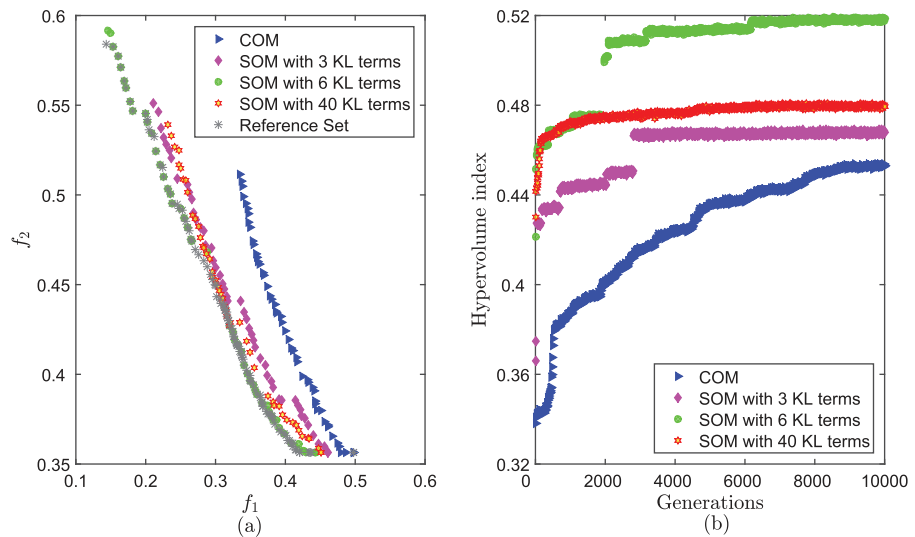 0.6
0.55
0.5
0.45
0.4
0.35
0.1
0.2
0.3
0.4
0.5
0.6
f2
f1
(a)
COM
SOM with 3 KL terms
SOM with 6 KL terms
SOM with 40 KL terms
Reference Set
0.52
0.48
0.44
0.4
0.36
0.32
0
2000
4000
6000
8000
10000
Hypervolume index
Generations
(b)
COM
SOM with 3 KL terms
SOM with 6 KL terms
SOM with 40 KL terms